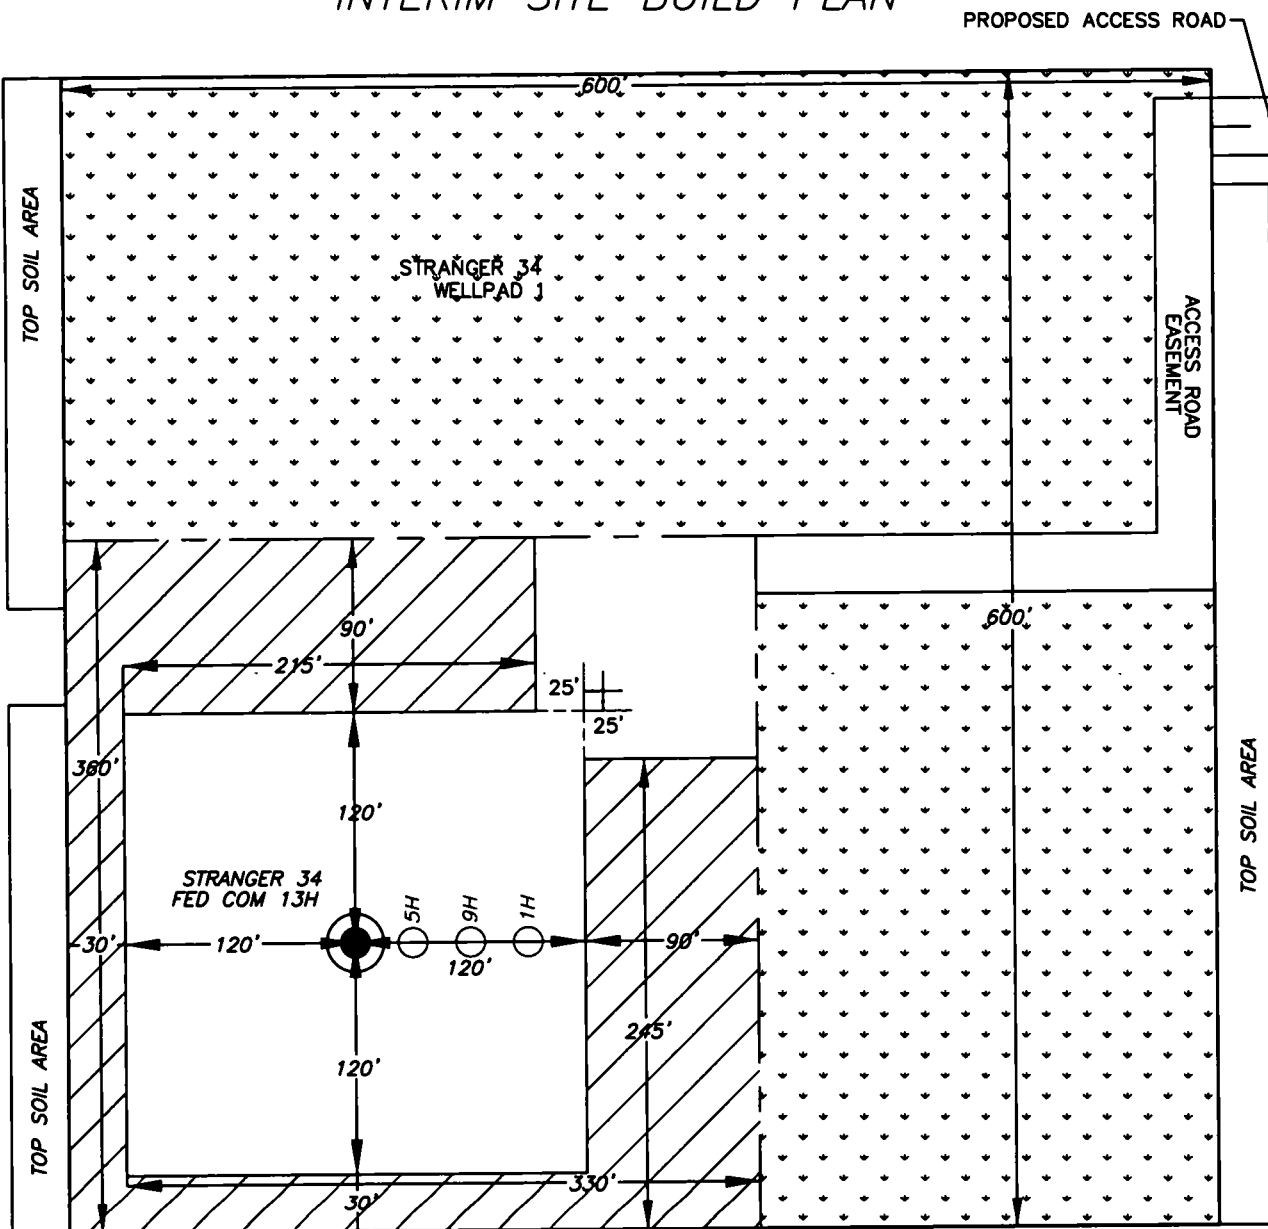 INTERIM SITE BUILD PLAN
PROPOSED ACCESS ROAD
600'
TOP SOIL AREA
STRANGER 34
WELLPAD 1
ACCESS ROAD
EASEMENT
90'
600'
215'
25'
25'
360'
120'
TOP SOIL AREA
STRANGER 34
FED COM 13H
5H
9H
1H
30'
120'
120'
90'
245'
120'
TOP SOIL AREA
330'
30'